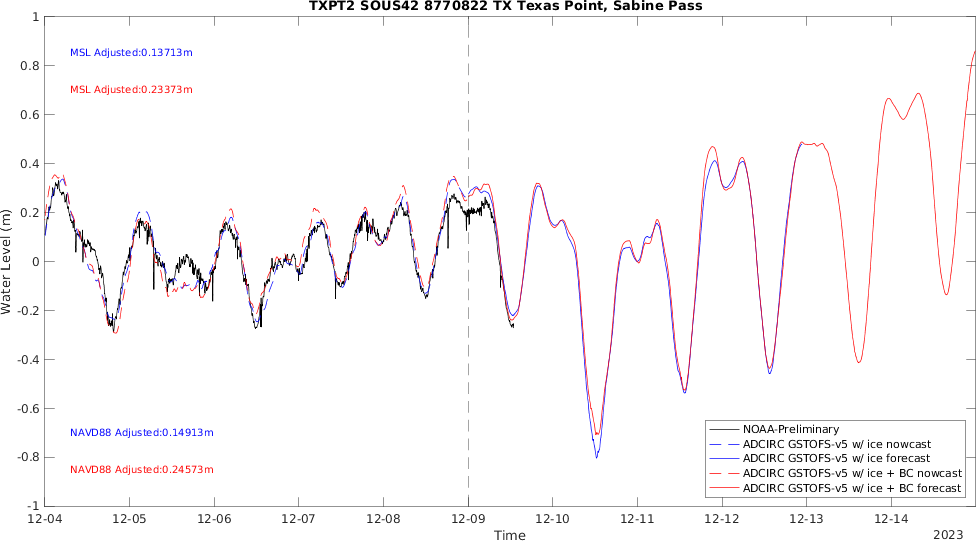 TXPT2 SOUS42 8770822 TX Texas Point, Sabine Pass
1
0.8
0.6
0.4
0.2
0
-0.2
-0.4
-0.6
-0.8
-1
Water Level (m)
MSL Adjusted:0.13713m
MSL Adjusted:0.23373m
NAVD88 Adjusted:0.14913m
NAVD88 Adjusted:0.24573m
NOAA-Preliminary
ADCIRC GSTOFS-v5 w/ ice nowcast
ADCIRC GSTOFS-v5 w/ ice forecast
ADCIRC GSTOFS-v5 w/ ice + BC nowcast
ADCIRC GSTOFS-v5 w/ ice + BC forecast
12-04 12-05 12-06 12-07 12-08 12-09 12-10 12-11 12-12 12-13 12-14
Time
2023